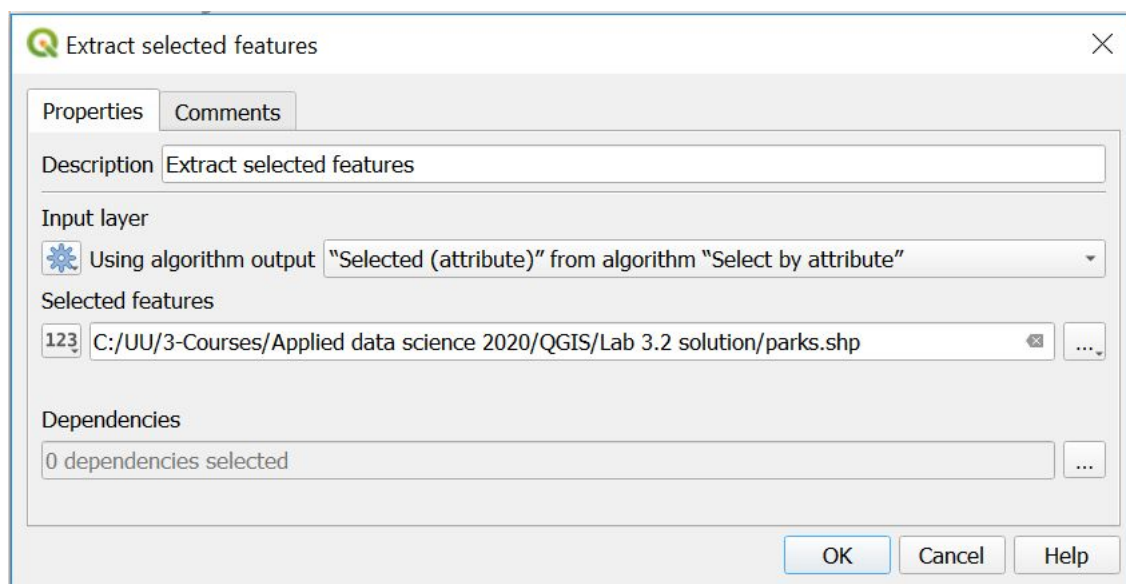 Extract selected features
Properties Comments
Description Extract selected features
Input layer
Using algorithm output “Selected (attribute)” from algorithm “Select by attribute”
Selected features
123 C:/UU/3-Courses/Applied data science 2020/QGIS/Lab 3.2 solution/parks.shp ...
Dependencies
0 dependencies selected ...
OK Cancel Help